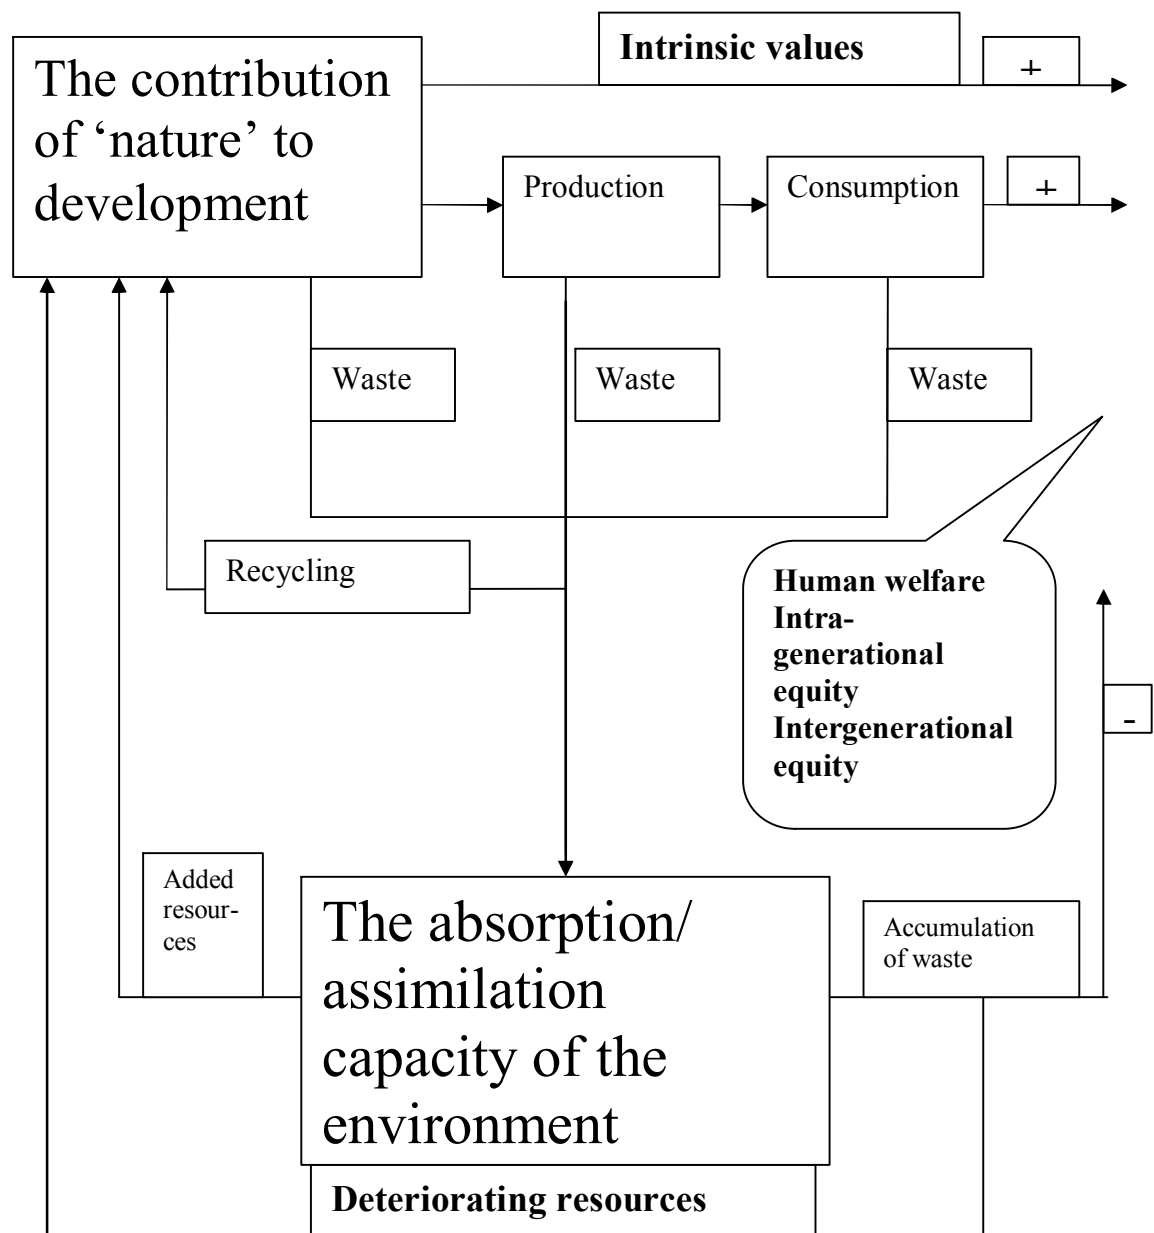 Intrinsic values
+
The contribution
of ‘nature’ to
development
Production
Consumption
+
Waste
Waste
Waste
Recycling
Human welfare
Intra-
generational
equity
Intergenerational
equity
-
Added
resour-
ces
The absorption/
assimilation
capacity of the
environment
Accumulation
of waste
Deteriorating resources